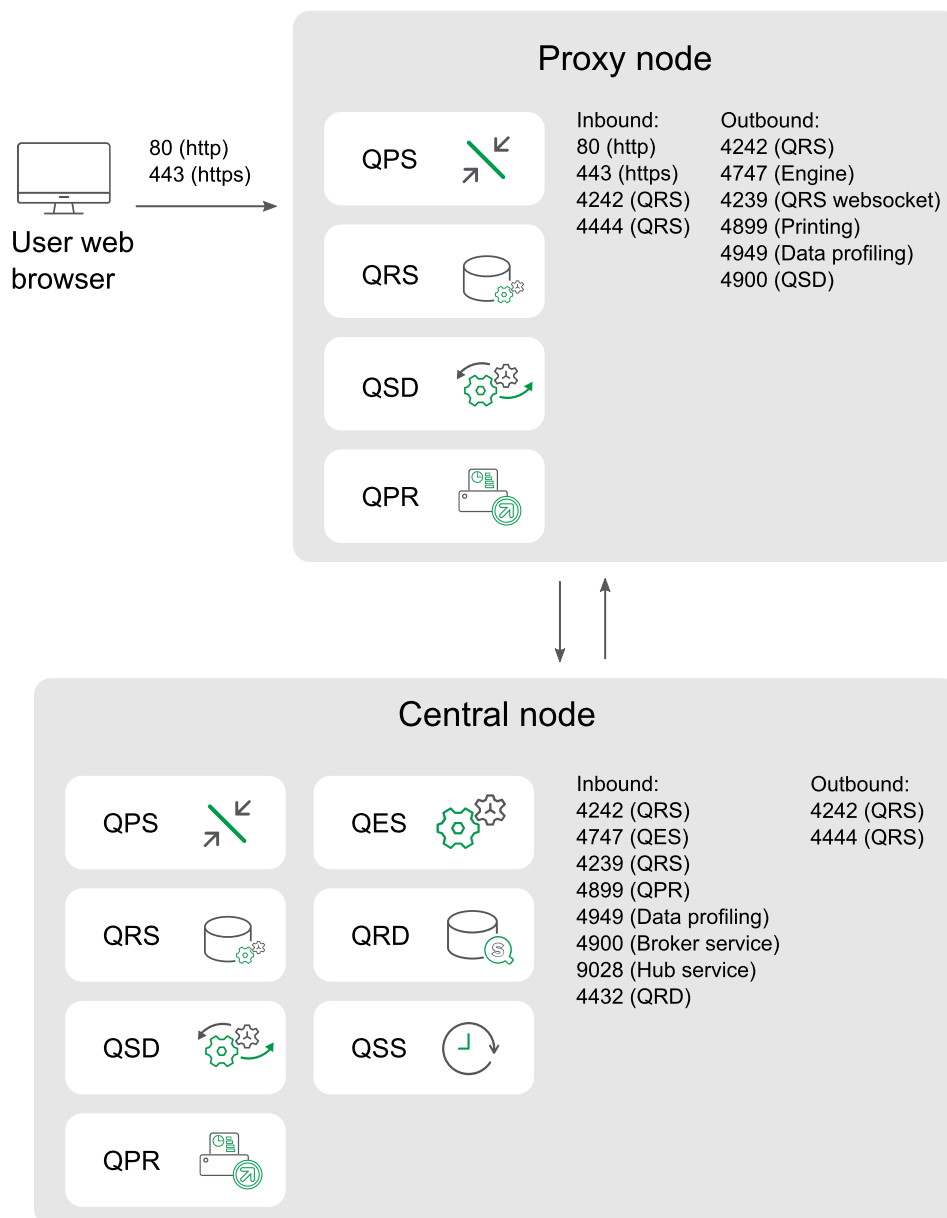 Proxy node
80 (http)
443 (https)
User web
browser
QPS
QRS
QSD
QPR
Inbound:
80 (http)
443 (https)
4242 (QRS)
4444 (QRS)
Outbound:
4242 (QRS)
4747 (Engine)
4239 (QRS websocket)
4899 (Printing)
4949 (Data profiling)
4900 (QSD)
Central node
QPS
QES
QRS
QRD
S
QSD
QSS
QPR
Inbound:
4242 (QRS)
4747 (QES)
4239 (QRS)
4899 (QPR)
4949 (Data profiling)
4900 (Broker service)
9028 (Hub service)
4432 (QRD)
Outbound:
4242 (QRS)
4444 (QRS)